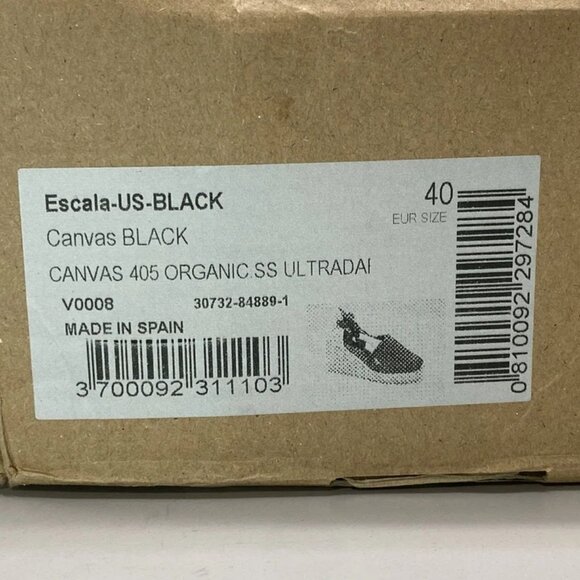 Escala-US-BLACK
40
EUR SIZE
Canvas BLACK
CANVAS 405 ORGANIC SS ULTRADAI
V0008 30732-84889-1
MADE IN SPAIN
3 700092 311103
0 810092 297284